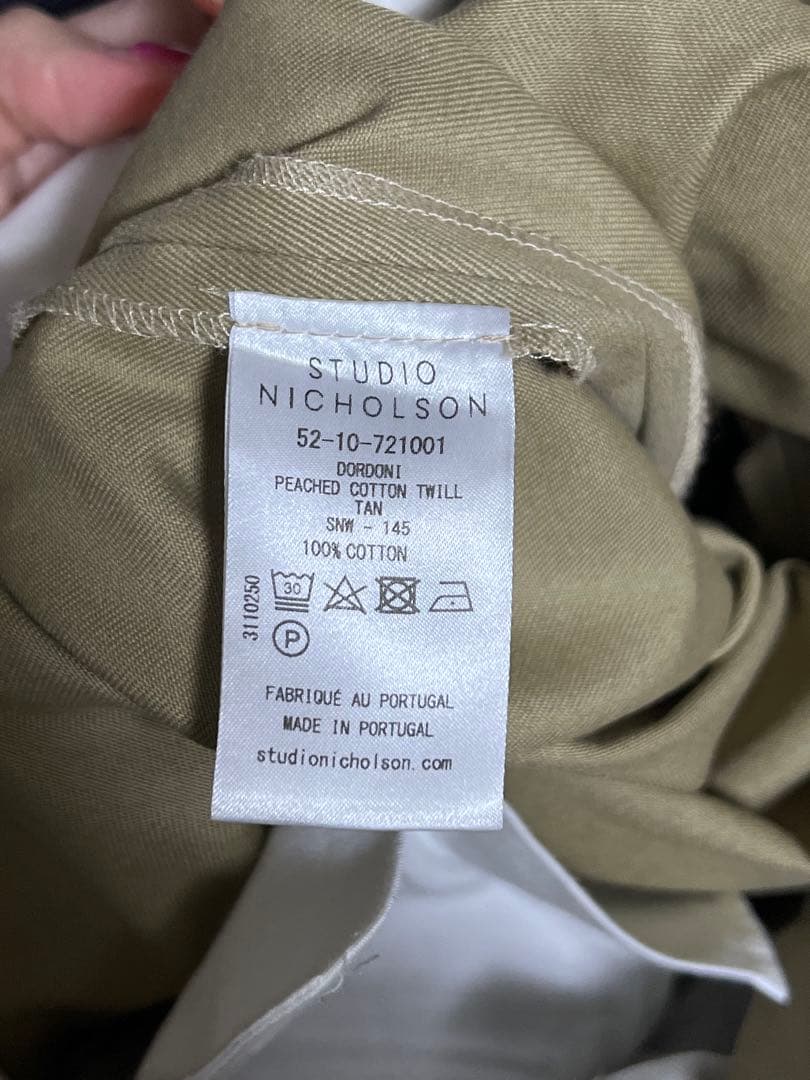 STUDIO
NICHOLSON
52-10-721001
DORDONI
PEACHED COTTON TWILL
TAN
SNW - 145
100% COTTON
3110250
30
P
FABRIQUÉ AU PORTUGAL
MADE IN PORTUGAL
studionicholson.com